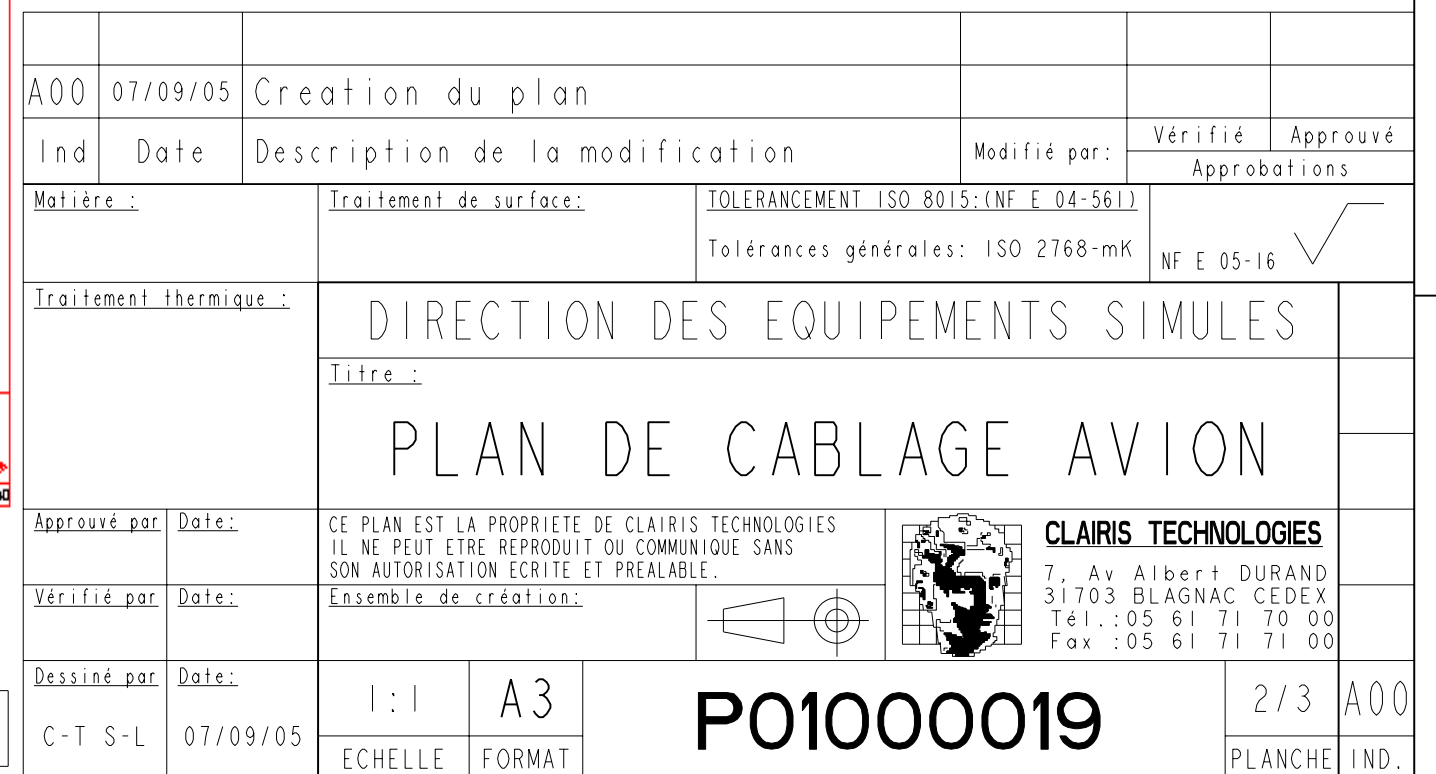 A00 07/09/05 Creation du plan
Ind Date Description de la modification Modifié par: Vérifié Approuvé
Approbations
Matière : Traitement de surface: TOLERANCEMENT ISO 8015:(NF E 04-561)
Tolérances générales: ISO 2768-mK
NF E 05-16
Traitement thermique :
DIRECTION DES EQUIPEMENTS SIMULES
Titre :
PLAN DE CABLAGE AVION
Approuvé par Date:
CE PLAN EST LA PROPRIETE DE CLAIRIS TECHNOLOGIES
IL NE PEUT ETRE REPRODUIT OU COMMUNIQUE SANS
SON AUTORISATION ECRITE ET PREALABLE.
CLAIRIS TECHNOLOGIES
7, Av Albert DURAND
31703 BLAGNAC CEDEX
Tél.:05 61 71 70 00
Fax :05 61 71 71 00
Vérifié par Date:
Ensemble de création:
Dessiné par Date:
C-T S-L 07/09/05
1:1 A3 P01000019 2/3 A00
ECHELLE FORMAT PLANCHE IND.